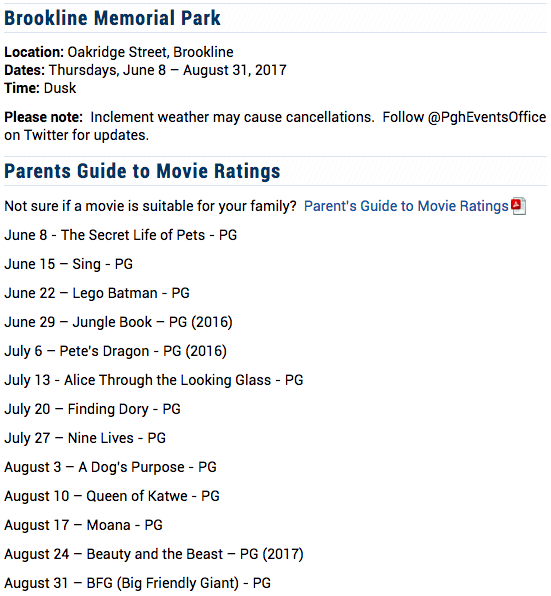 Brookline Memorial Park
Location: Oakridge Street, Brookline
Dates: Thursdays, June 8 – August 31, 2017
Time: Dusk
Please note:  Inclement weather may cause cancellations.  Follow @PghEventsOffice
on Twitter for updates.
Parents Guide to Movie Ratings
Not sure if a movie is suitable for your family?  Parent's Guide to Movie Ratings
June 8 - The Secret Life of Pets - PG
June 15 – Sing - PG
June 22 – Lego Batman - PG
June 29 – Jungle Book – PG (2016)
July 6 – Pete's Dragon - PG (2016)
July 13 - Alice Through the Looking Glass - PG
July 20 – Finding Dory - PG
July 27 – Nine Lives - PG
August 3 – A Dog's Purpose - PG
August 10 – Queen of Katwe - PG
August 17 – Moana - PG
August 24 – Beauty and the Beast – PG (2017)
August 31 – BFG (Big Friendly Giant) - PG